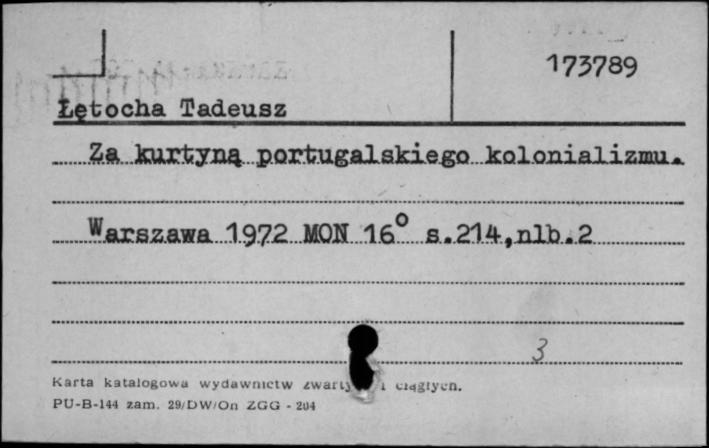 173789
Łętocha Tadeusz
Za kurtyną portugalskiego kolonializmu.
Warszawa 1972 MON 16° s.214,nlb.2
3
Karta katalogowa wydawnictw i ciągłych.
PU-B-144 zam. 29/DW/On ZGG - 204